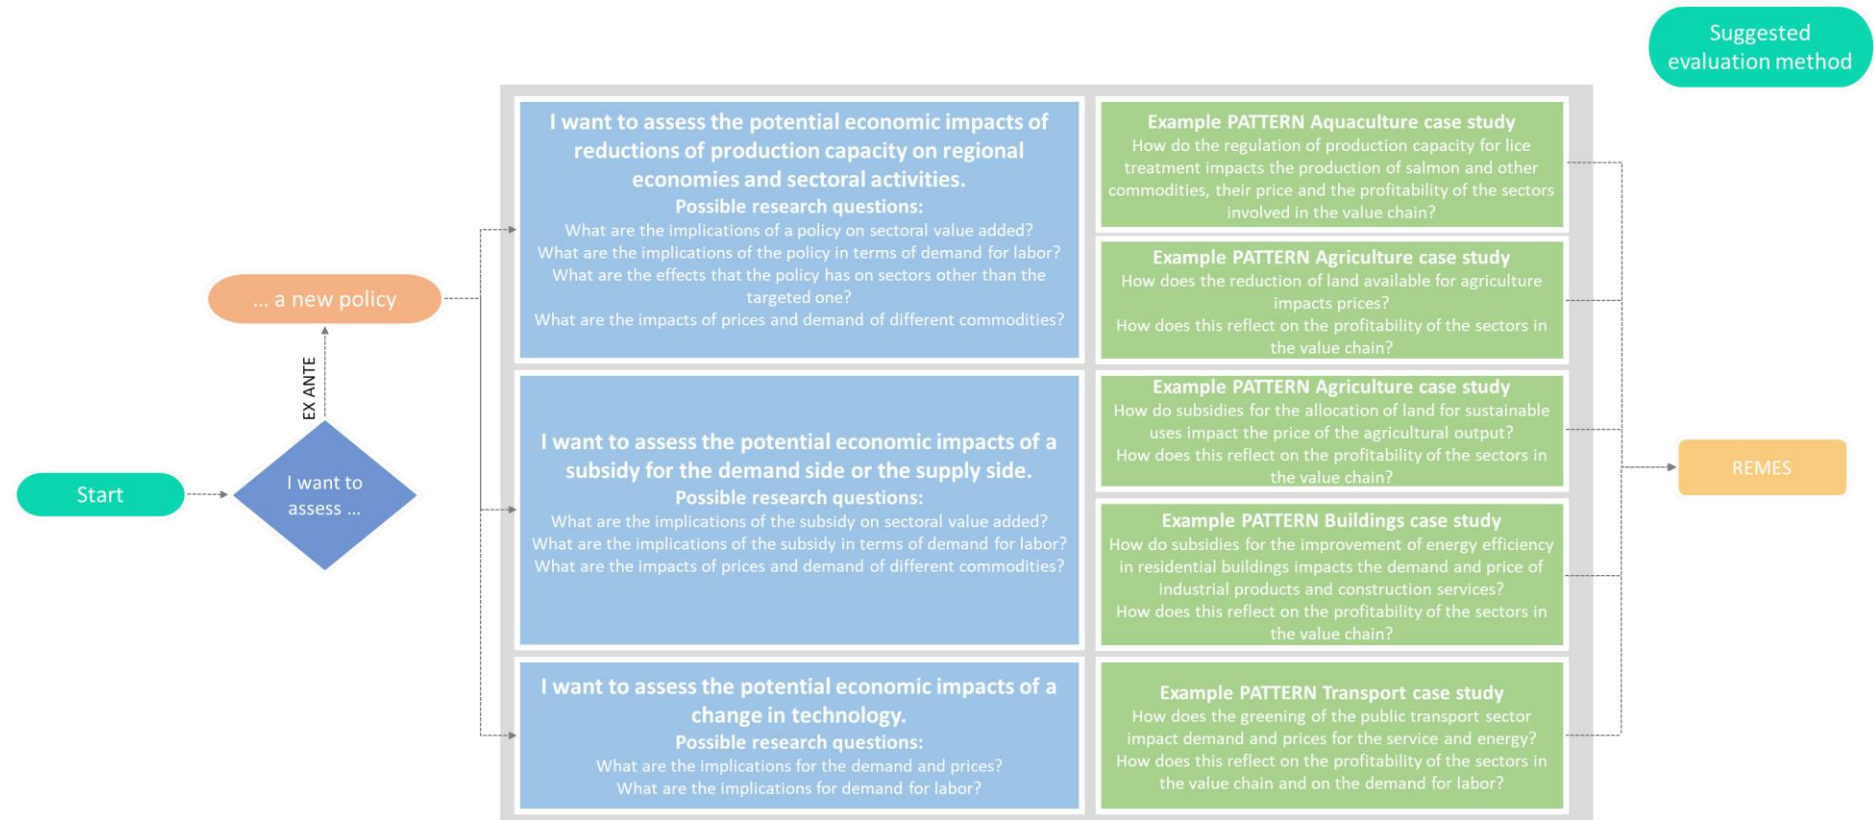 Suggested
evaluation method
I want to assess the potential economic impacts of
reductions of production capacity on regional
economies and sectoral activities.
Possible research questions:
What are the implications of a policy on sectoral value added?
What are the implications of the policy in terms of demand for labor?
What are the effects that the policy has on sectors other than the
targeted one?
What are the impacts of prices and demand of different commodities?
Example PATTERN Aquaculture case study
How do the regulation of production capacity for lice
treatment impacts the production of salmon and other
commodities, their price and the profitability of the sectors
involved in the value chain?
Example PATTERN Agriculture case study
How does the reduction of land available for agriculture
impacts prices?
How does this reflect on the profitability of the sectors in
the value chain?
... a new policy
EX ANTE
Start
I want to
assess ...
I want to assess the potential economic impacts of a
subsidy for the demand side or the supply side.
Possible research questions:
What are the implications of the subsidy on sectoral value added?
What are the implications of the subsidy in terms of demand for labor?
What are the impacts of prices and demand of different commodities?
Example PATTERN Agriculture case study
How do subsidies for the allocation of land for sustainable
uses impact the price of the agricultural output?
How does this reflect on the profitability of the sectors in
the value chain?
Example PATTERN Buildings case study
How do subsidies for the improvement of energy efficiency
in residential buildings impacts the demand and price of
industrial products and construction services?
How does this reflect on the profitability of the sectors in
the value chain?
REMES
I want to assess the potential economic impacts of a
change in technology.
Possible research questions:
What are the implications for the demand and prices?
What are the implications for demand for labor?
Example PATTERN Transport case study
How does the greening of the public transport sector
impact demand and prices for the service and energy?
How does this reflect on the profitability of the sectors in
the value chain and on the demand for labor?